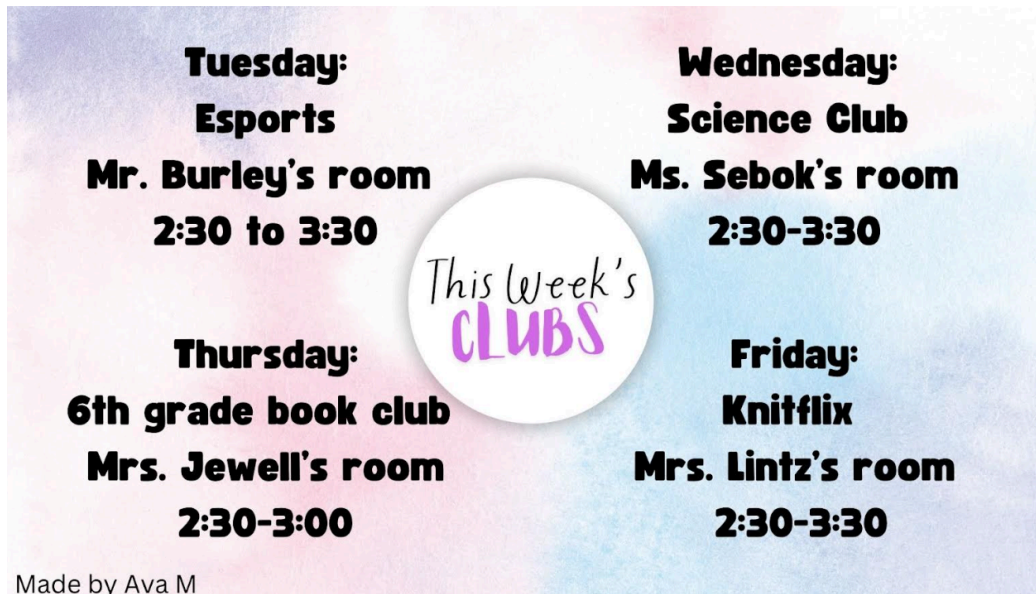 Tuesday:
Esports
Mr. Burley's room
2:30 to 3:30
Wednesday:
Science Club
Ms. Sebok's room
2:30-3:30
This Week's
CLUBS
Thursday:
6th grade book club
Mrs. Jewell's room
2:30-3:00
Friday:
Knitflix
Mrs. Lintz's room
2:30-3:30
Made by Ava M